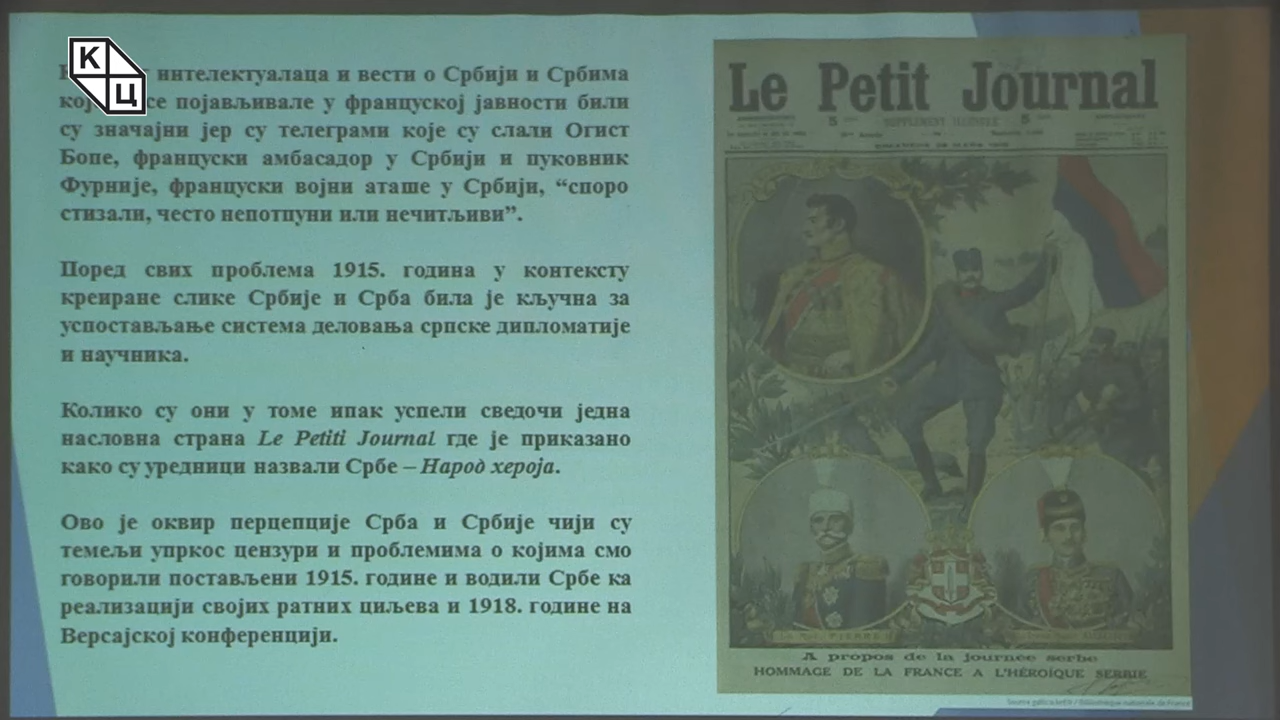 К
Ц
интелектуалаца и вести о Србији и Србима
се појављивале у француској јавности били
су значајни јер су телеграми које су слали Огист
Бопе, француски амбасадор у Србији и пуковник
Фурније, француски војни аташе у Србији, “споро
стизали, често непотпуни или нечитљиви”.
Поред свих проблема 1915. година у контексту
креиране слике Србије и Срба била је кључна за
успостављање система деловања српске дипломатије
и научника.
Колико су они у томе ипак успели сведочи једна
насловна страна Le Petiti Journal где је приказано
како су уредници назвали Србе – Народ хероја.
Ово је оквир перцепције Срба и Србије чији су
темељи упркос цензури и проблемима о којима смо
говорили постављени 1915. године и водили Србе ка
реализацији својих ратних циљева и 1918. године на
Версајској конференцији.
Le Petit Journal
5 SUPPLÉMENT ILLUSTRÉ 5
PIERRE
A propos de la journée serbe
HOMMAGE DE LA FRANCE A L'HÉROÏQUE SERBIE